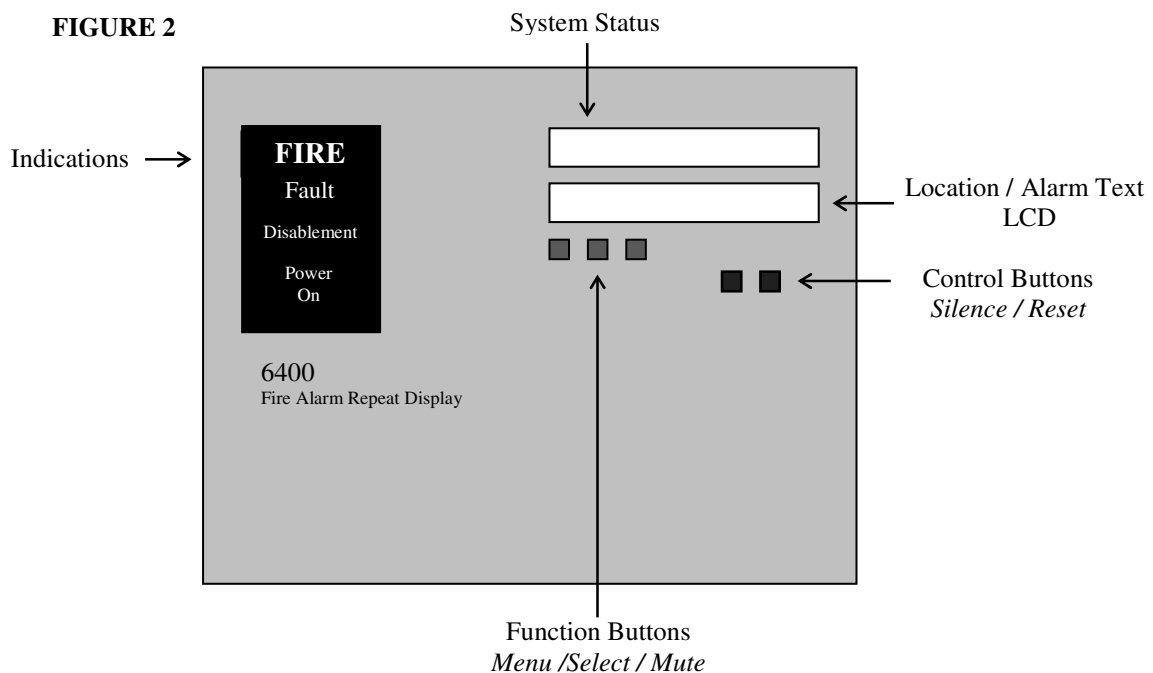 FIGURE 2
System Status
Indications
FIRE
Fault
Disablement
Power
On
Location / Alarm Text
LCD
Control Buttons
Silence / Reset
6400
Fire Alarm Repeat Display
Function Buttons
Menu /Select / Mute